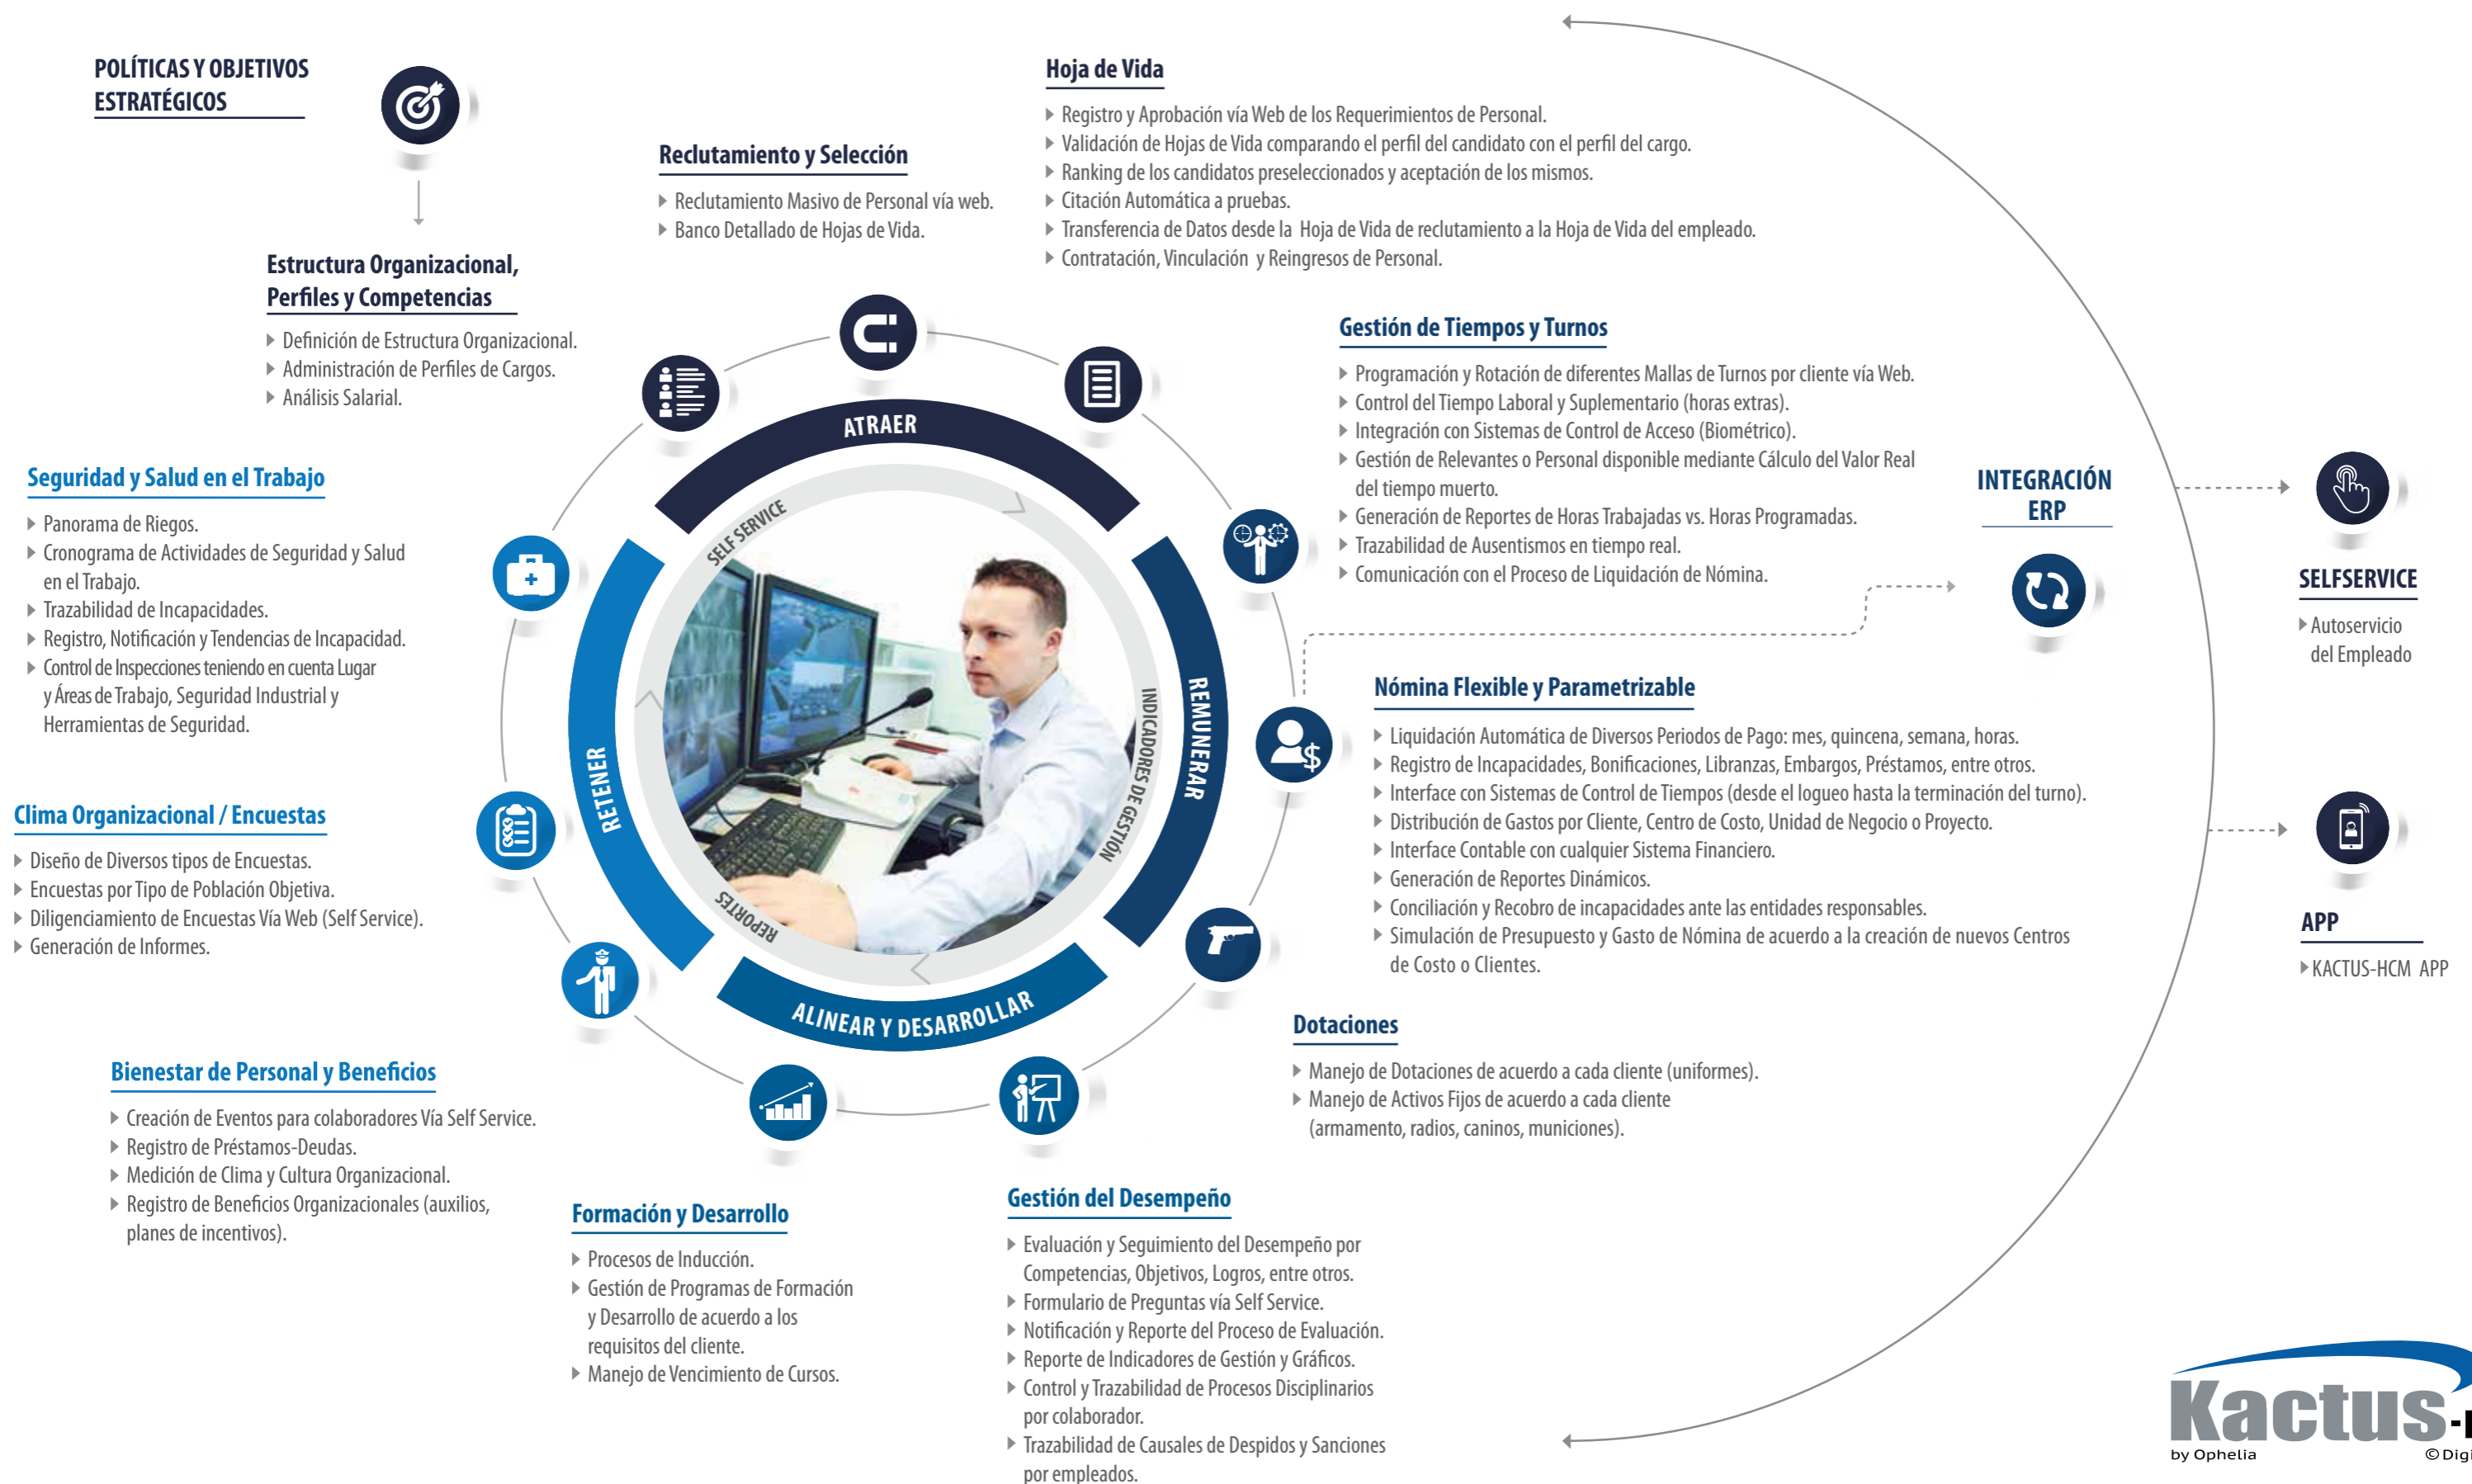 POLÍTICAS Y OBJETIVOS
ESTRATÉGICOS
Estructura Organizacional,
Perfiles y Competencias
Definición de Estructura Organizacional.
Administración de Perfiles de Cargos.
Análisis Salarial.
Reclutamiento y Selección
Reclutamiento Masivo de Personal vía web.
Banco Detallado de Hojas de Vida.
Hoja de Vida
Registro y Aprobación vía Web de los Requerimientos de Personal.
Validación de Hojas de Vida comparando el perfil del candidato con el perfil del cargo.
Ranking de los candidatos preseleccionados y aceptación de los mismos.
Citación Automática a pruebas.
Transferencia de Datos desde la Hoja de Vida de reclutamiento a la Hoja de Vida del empleado.
Contratación, Vinculación y Reingresos de Personal.
Gestión de Tiempos y Turnos
Programación y Rotación de diferentes Mallas de Turnos por cliente vía Web.
Control del Tiempo Laboral y Suplementario (horas extras).
Integración con Sistemas de Control de Acceso (Biométrico).
Gestión de Relevantes o Personal disponible mediante Cálculo del Valor Real
del tiempo muerto.
Generación de Reportes de Horas Trabajadas vs. Horas Programadas.
Trazabilidad de Ausentismos en tiempo real.
Comunicación con el Proceso de Liquidación de Nómina.
INTEGRACIÓN
ERP
SELFSERVICE
Autoservicio
del Empleado
APP
KACTUS-HCM APP
Nómina Flexible y Parametrizable
Liquidación Automática de Diversos Periodos de Pago: mes, quincena, semana, horas.
Registro de Incapacidades, Bonificaciones, Libranzas, Embargos, Préstamos, entre otros.
Interface con Sistemas de Control de Tiempos (desde el logueo hasta la terminación del turno).
Distribución de Gastos por Cliente, Centro de Costo, Unidad de Negocio o Proyecto.
Interface Contable con cualquier Sistema Financiero.
Generación de Reportes Dinámicos.
Conciliación y Recobro de incapacidades ante las entidades responsables.
Simulación de Presupuesto y Gasto de Nómina de acuerdo a la creación de nuevos Centros
de Costo o Clientes.
Dotaciones
Manejo de Dotaciones de acuerdo a cada cliente (uniformes).
Manejo de Activos Fijos de acuerdo a cada cliente
(armamento, radios, caninos, municiones).
Gestión del Desempeño
Evaluación y Seguimiento del Desempeño por
Competencias, Objetivos, Logros, entre otros.
Formulario de Preguntas vía Self Service.
Notificación y Reporte del Proceso de Evaluación.
Reporte de Indicadores de Gestión y Gráficos.
Control y Trazabilidad de Procesos Disciplinarios
por colaborador.
Trazabilidad de Causales de Despidos y Sanciones
por empleados.
Formación y Desarrollo
Procesos de Inducción.
Gestión de Programas de Formación
y Desarrollo de acuerdo a los
requisitos del cliente.
Manejo de Vencimiento de Cursos.
Bienestar de Personal y Beneficios
Creación de Eventos para colaboradores Vía Self Service.
Registro de Préstamos-Deudas.
Medición de Clima y Cultura Organizacional.
Registro de Beneficios Organizacionales (auxilios,
planes de incentivos).
Clima Organizacional / Encuestas
Diseño de Diversos tipos de Encuestas.
Encuestas por Tipo de Población Objetiva.
Diligenciamiento de Encuestas Vía Web (Self Service).
Generación de Informes.
Seguridad y Salud en el Trabajo
Panorama de Riegos.
Cronograma de Actividades de Seguridad y Salud
en el Trabajo.
Trazabilidad de Incapacidades.
Registro, Notificación y Tendencias de Incapacidad.
Control de Inspecciones teniendo en cuenta Lugar
y Áreas de Trabajo, Seguridad Industrial y
Herramientas de Seguridad.
ATRAER
REMUNERAR
ALINEAR Y DESARROLLAR
RETENER
SELF SERVICE
INDICADORES DE GESTIÓN
REPORTES
Kactus-
by Ophelia
© Digi